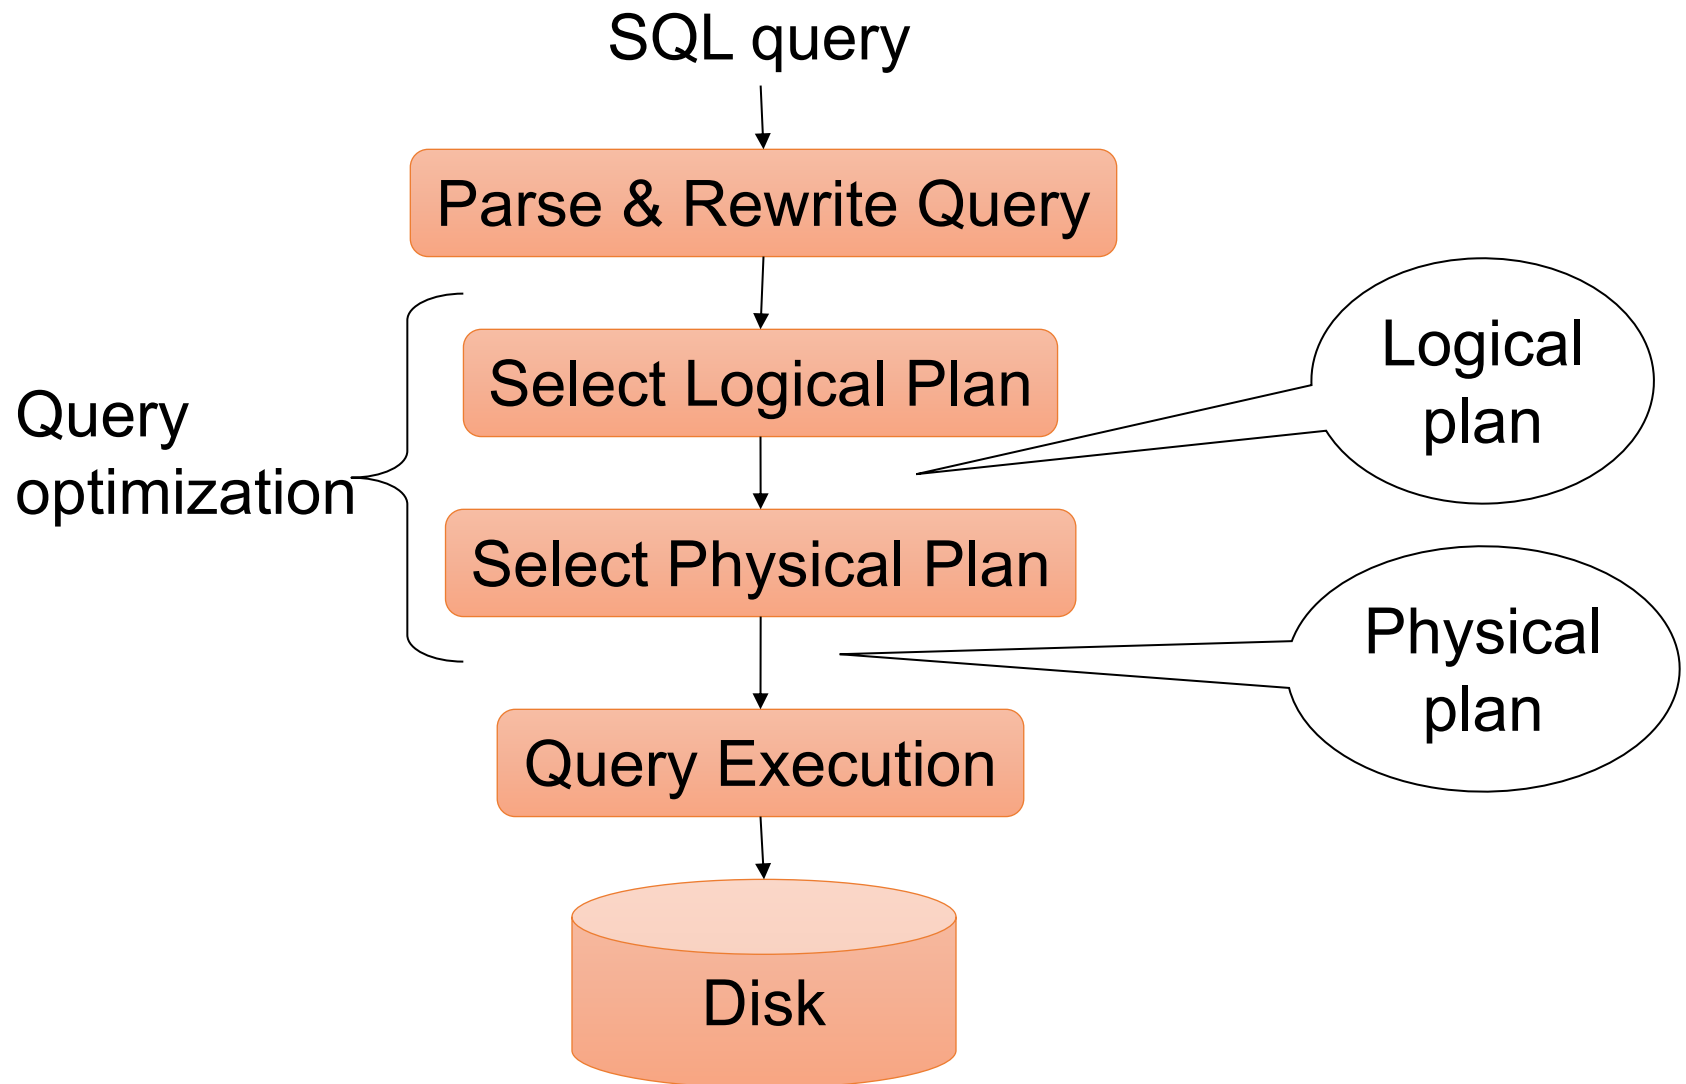 SQL query
Parse & Rewrite Query
Select Logical Plan
Logical
plan
Query
optimization
Select Physical Plan
Physical
plan
Query Execution
Disk